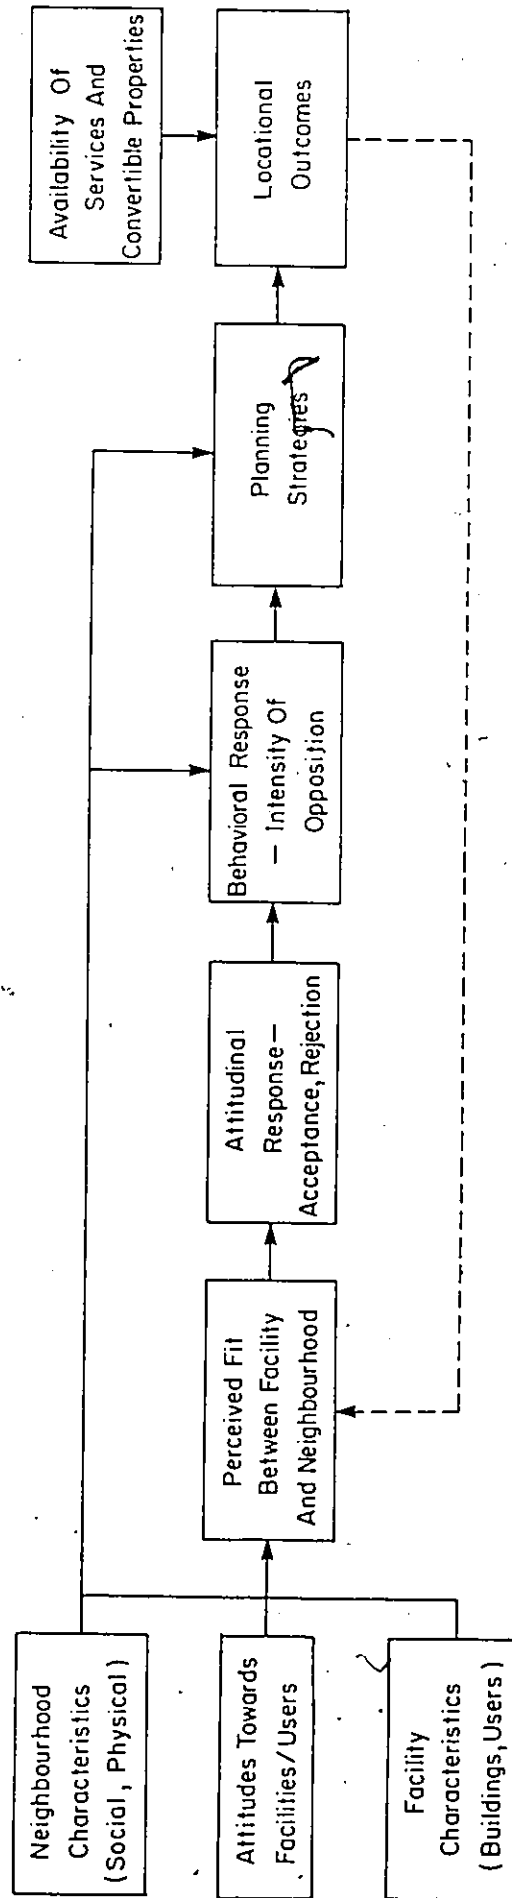 Neighbourhood
Characteristics
(Social, Physical)
Attitudes Towards
Facilities/Users
Facility
Characteristics
(Buildings, Users)
Perceived Fit
Between Facility
And Neighbourhood
Attitudinal
Response—
Acceptance, Rejection
Behavioral Response
— Intensity Of
Opposition
Planning
Strategies
Availability Of
Services And
Convertible Properties
Locational
Outcomes